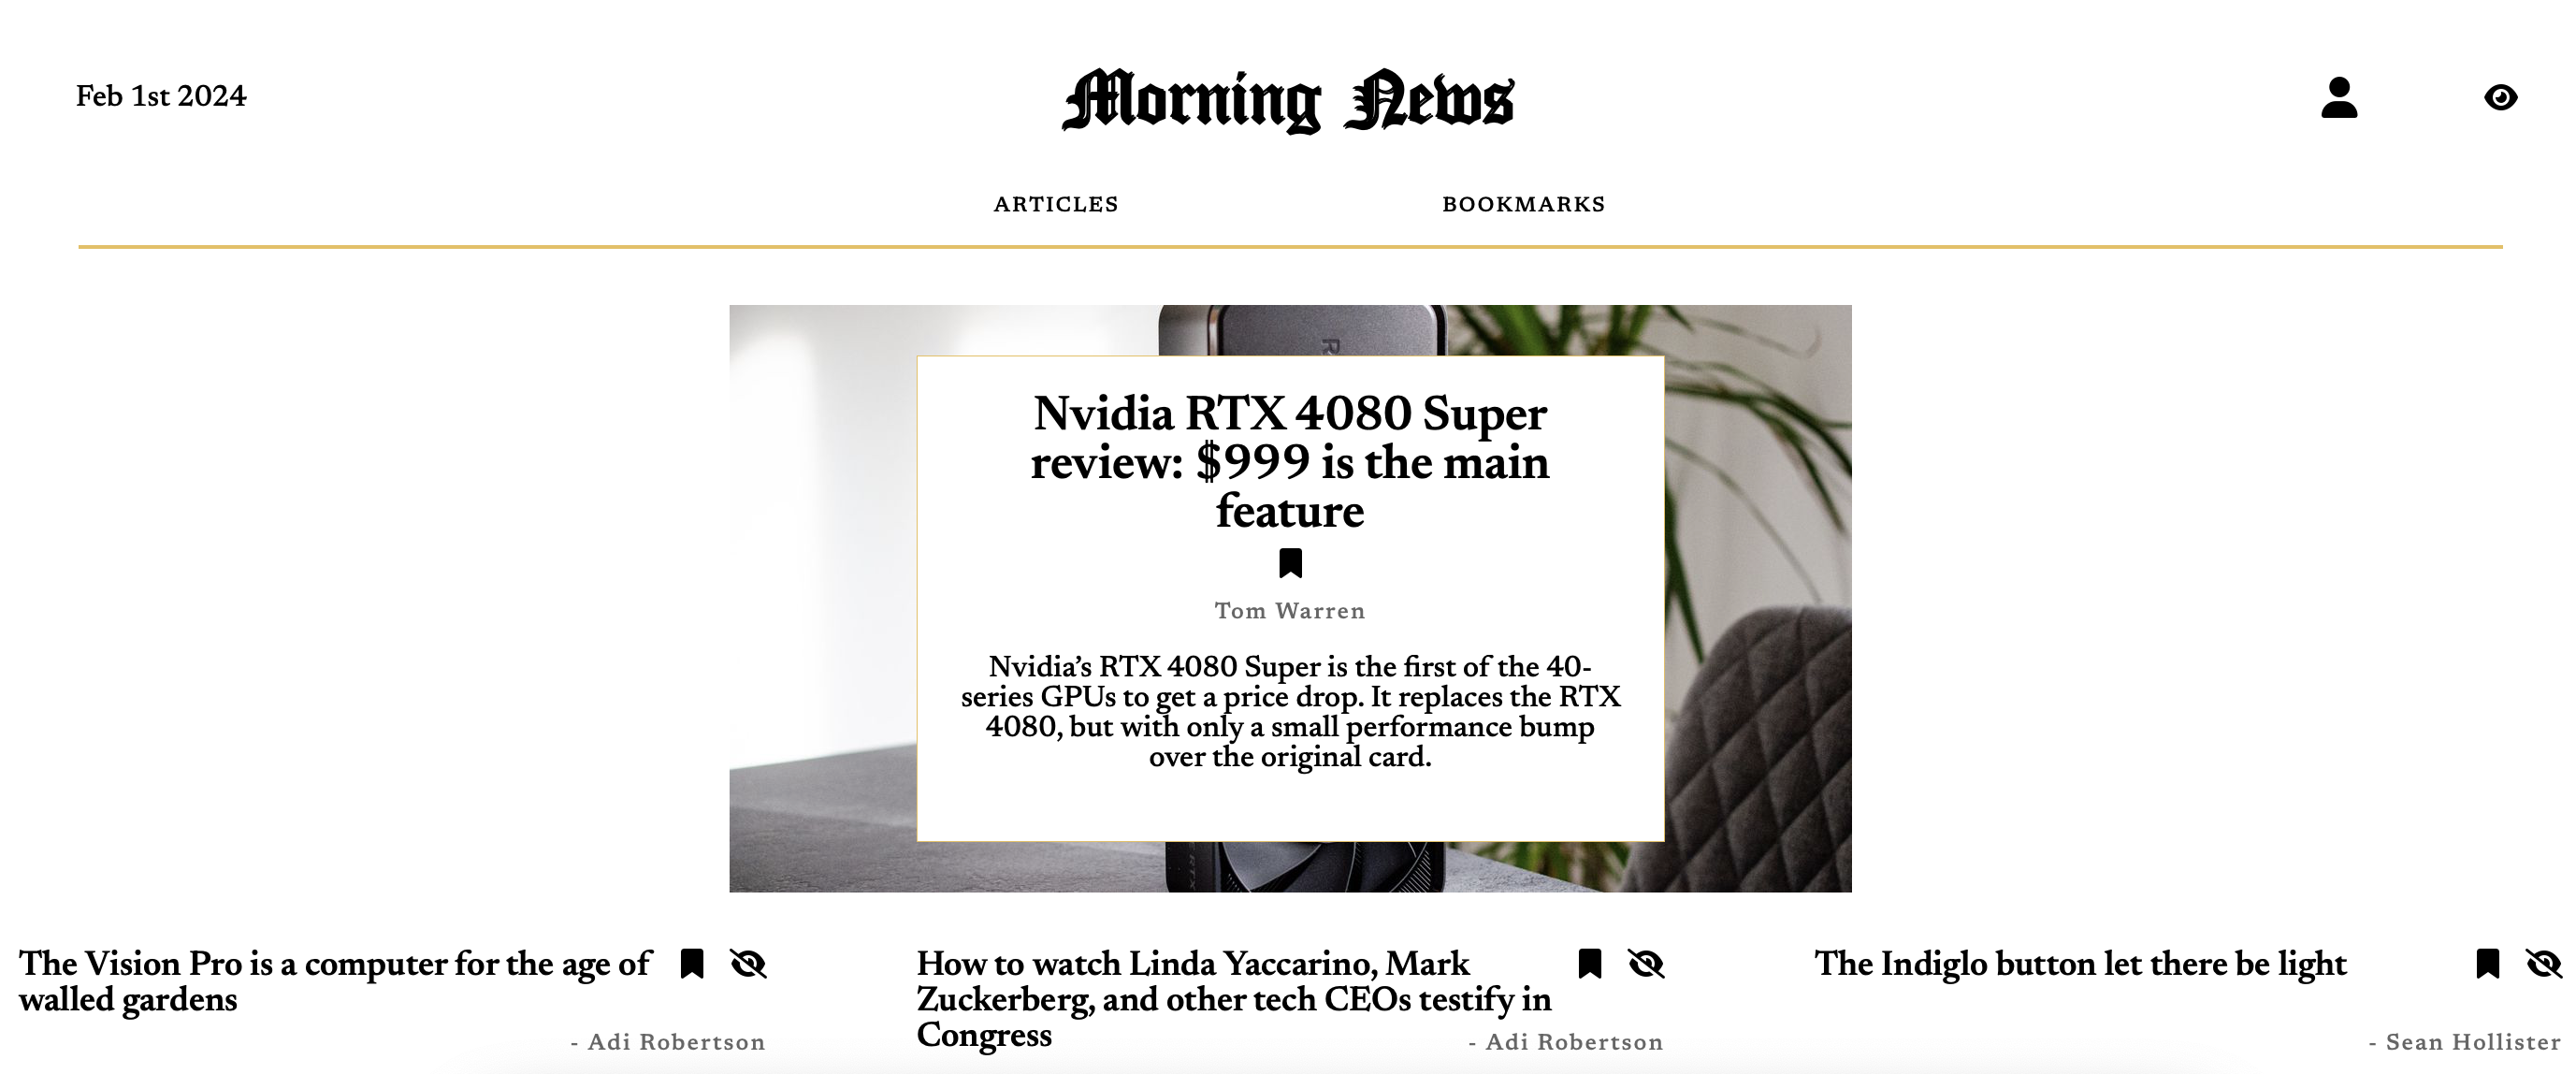 Feb 1st 2024
Morning News
ARTICLES
BOOKMARKS
R
Nvidia RTX 4080 Super
review: $999 is the main
feature
Tom Warren
Nvidia’s RTX 4080 Super is the first of the 40-
series GPUs to get a price drop. It replaces the RTX
4080, but with only a small performance bump
over the original card.
The Vision Pro is a computer for the age of
walled gardens
- Adi Robertson
How to watch Linda Yaccarino, Mark
Zuckerberg, and other tech CEOs testify in
Congress
- Adi Robertson
The Indiglo button let there be light
- Sean Hollister